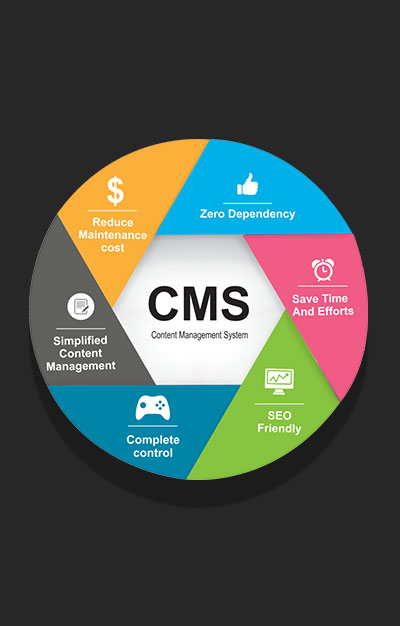 Zero Dependency
Save Time
And Efforts
SEO
Friendly
Complete
control
Simplified
Content
Management
$
Reduce
Maintenance
cost
CMS
Content Management System